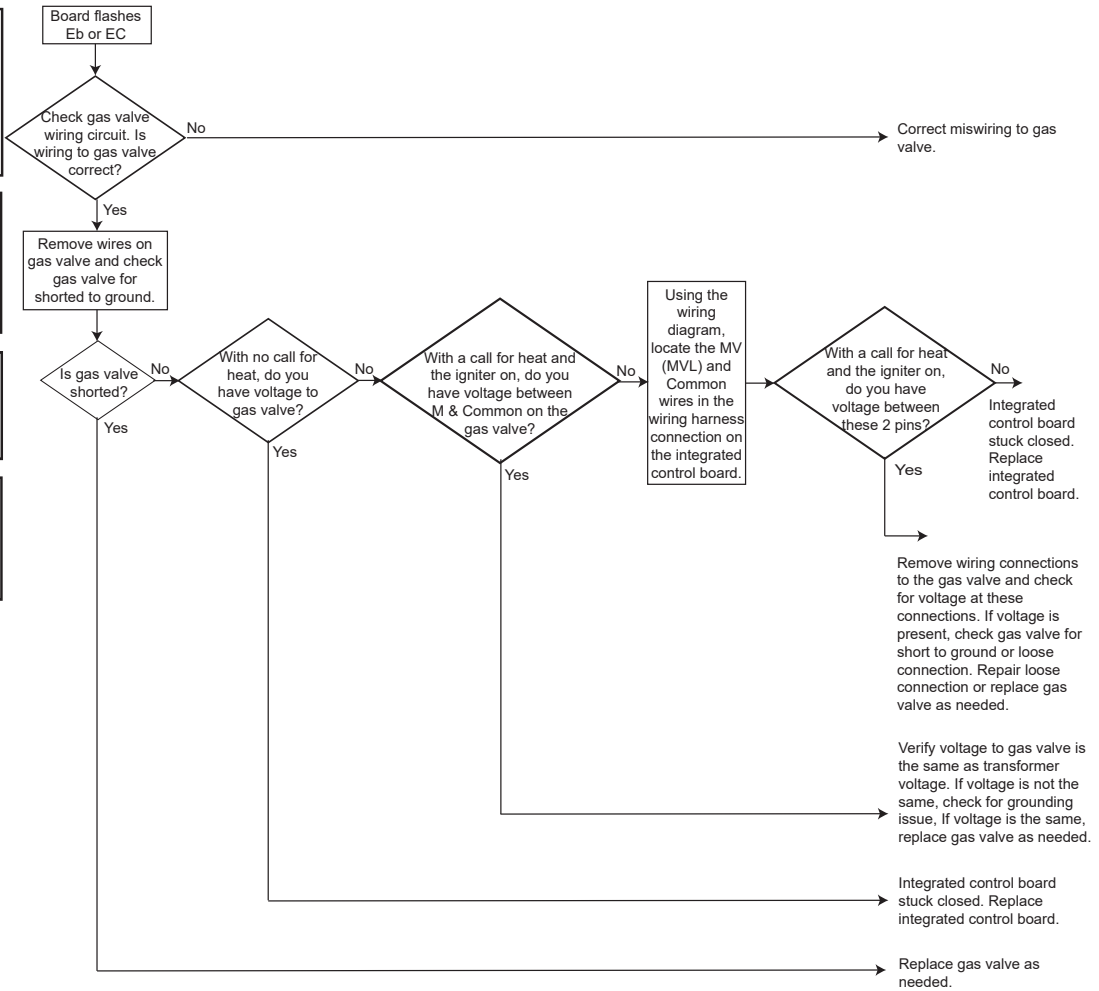 Board flashes
Eb or EC
Check gas valve
wiring circuit. Is
wiring to gas valve
correct?
No
Correct miswiring to gas
valve.
Yes
Remove wires on
gas valve and check
gas valve for
shorted to ground.
Is gas valve
shorted?
No
Yes
With no call for
heat, do you
have voltage to
gas valve?
No
Yes
With a call for heat and
the igniter on, do you
have voltage between
M & Common on the
gas valve?
No
Yes
Using the
wiring
diagram,
locate the MV
(MVL) and
Common
wires in the
wiring harness
connection on
the integrated
control board.
With a call for heat
and the igniter on,
do you have
voltage between
these 2 pins?
No
Integrated
control board
stuck closed.
Replace
integrated
control board.
Yes
Remove wiring connections
to the gas valve and check
for voltage at these
connections. If voltage is
present, check gas valve for
short to ground or loose
connection. Repair loose
connection or replace gas
valve as needed.
Verify voltage to gas valve is
the same as transformer
voltage. If voltage is not the
same, check for grounding
issue, If voltage is the same,
replace gas valve as needed.
Integrated control board
stuck closed. Replace
integrated control board.
Replace gas valve as
needed.